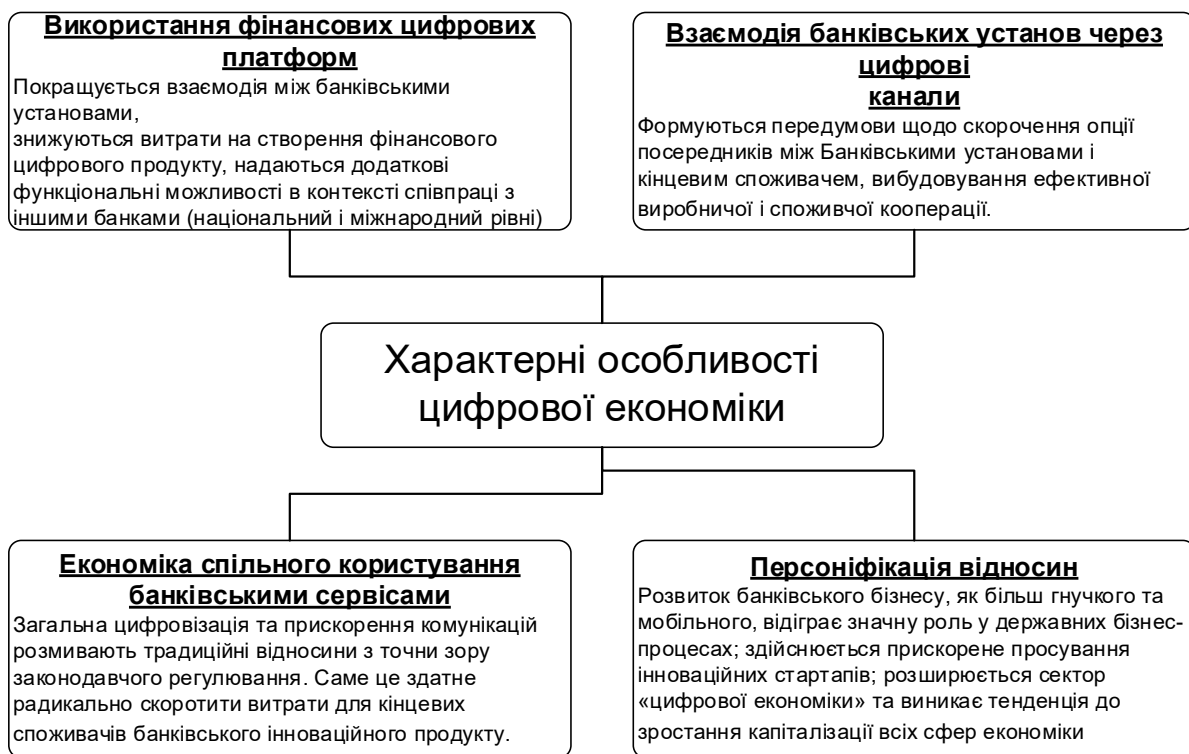 Використання фінансових цифрових
платформ
Покращується взаємодія між банківськими
установами,
знижуються витрати на створення фінансового
цифрового продукту, надаються додаткові
функціональні можливості в контексті співпраці з
іншими банками (національний і міжнародний рівні)
Взаємодія банківських установ через
цифрові
канали
Формуються передумови щодо скорочення опції
посередників між Банківськими установами і
кінцевим споживачем, вибудовування ефективної
виробничої і споживчої кооперації.
Характерні особливості
цифрової економіки
Економіка спільного користування
банківськими сервісами
Загальна цифровізація та прискорення комунікацій
розмивають традиційні відносини з точни зору
законодавчого регулювання. Саме це здатне
радикально скоротити витрати для кінцевих
споживачів банківського інноваційного продукту.
Персоніфікація відносин
Розвиток банківського бізнесу, як більш гнучкого та
мобільного, відіграє значну роль у державних бізнес-
процесах; здійснюється прискорене просування
інноваційних стартапів; розширюється сектор
«цифрової економіки» та виникає тенденція до
зростання капіталізації всіх сфер економіки